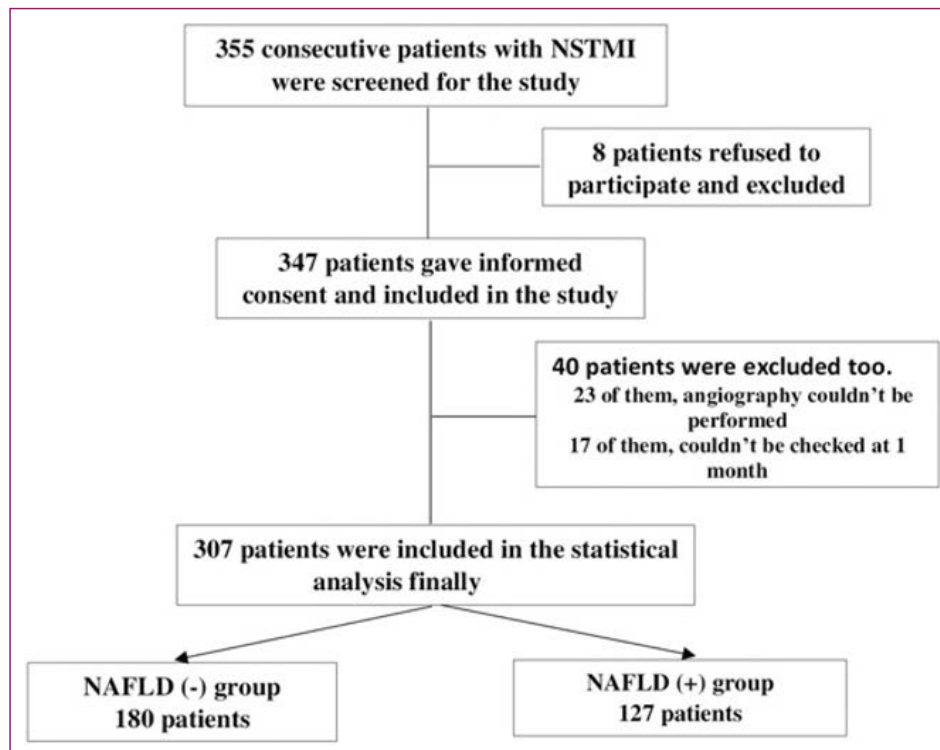 355 consecutive patients with NSTMI
were screened for the study
8 patients refused to
participate and excluded
347 patients gave informed
consent and included in the study
40 patients were excluded too.
23 of them, angiography couldn't be
performed
17 of them, couldn't be checked at 1
month
307 patients were included in the statistical
analysis finally
NAFLD (-) group
180 patients
NAFLD (+) group
127 patients